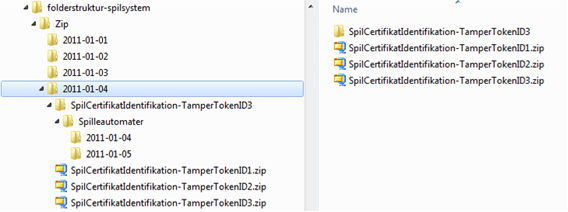 folderstruktur-spilsystem
Zip
2011-01-01
2011-01-02
2011-01-03
2011-01-04
SpilCertifikatIdentifikation-TamperTokenID3
Spilleautomater
2011-01-04
2011-01-05
SpilCertifikatIdentifikation-TamperTokenID1.zip
SpilCertifikatIdentifikation-TamperTokenID2.zip
SpilCertifikatIdentifikation-TamperTokenID3.zip
Name
SpilCertifikatIdentifikation-TamperTokenID3
SpilCertifikatIdentifikation-TamperTokenID1.zip
SpilCertifikatIdentifikation-TamperTokenID2.zip
SpilCertifikatIdentifikation-TamperTokenID3.zip